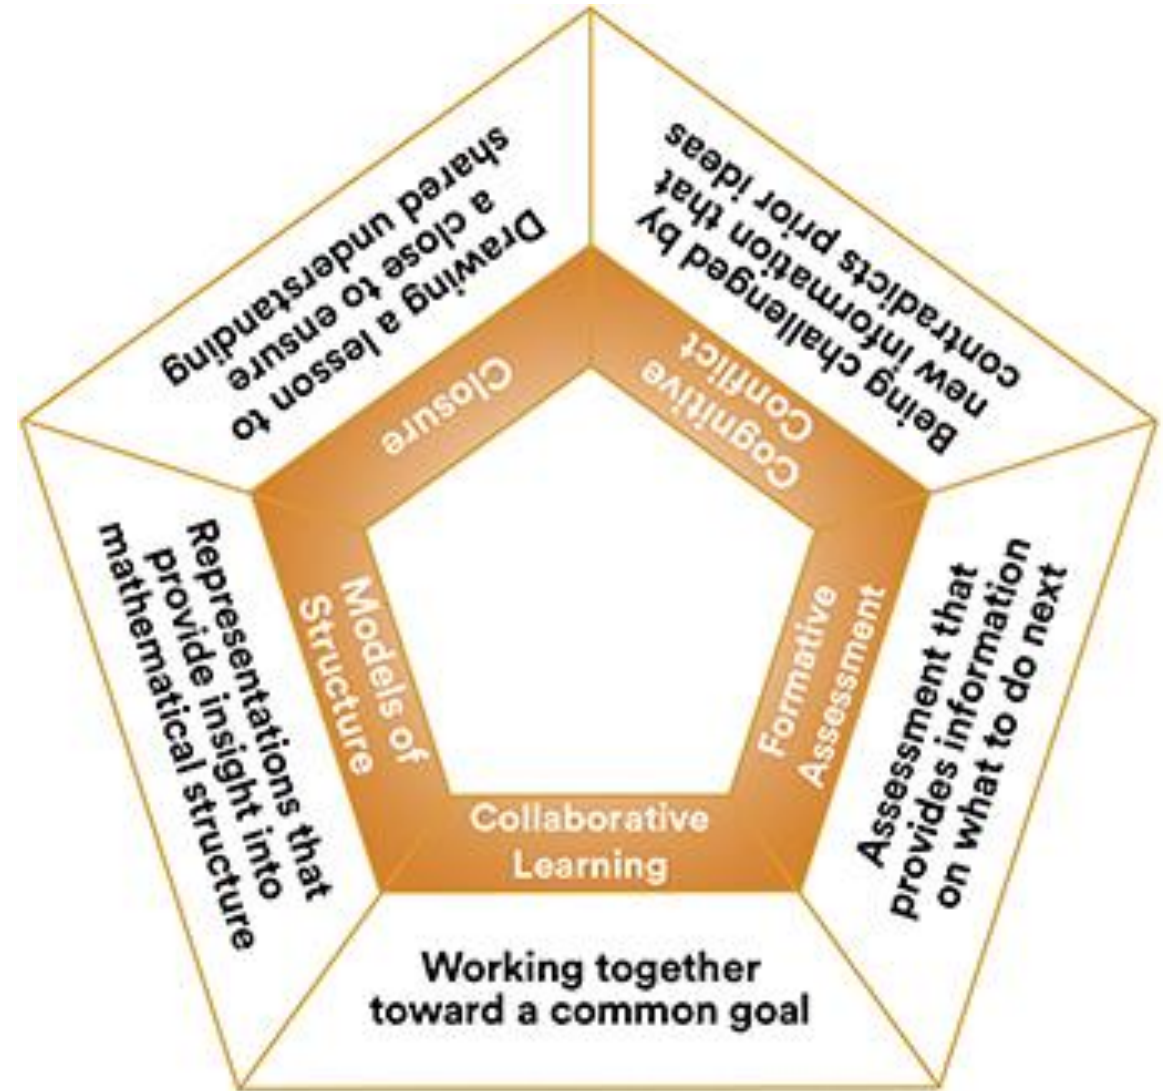 Cognitive
Conflict
Being challenged by
new information that
contradicts prior ideas
Formative
Assessment
Assessment that
provides information
on what to do next
Collaborative
Learning
Working together
toward a common goal
Models of
Structure
Representations that
provide insight into
mathematical structure
Closure
Drawing a lesson to
a close to ensure
shared understanding